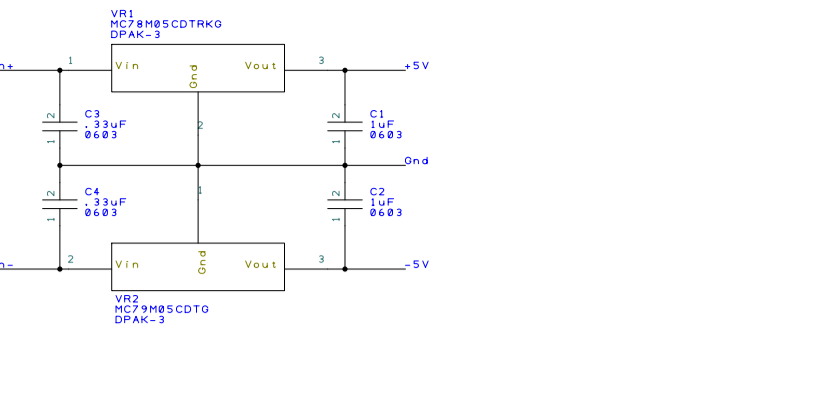 VR1
MC78M05CDTRKG
DPAK-3
n+
1
Vin
Gnd
Vout
3
+5V
2
C3
.33uF
0603
1
2
2
C1
1uF
0603
1
Gnd
2
C4
.33uF
0603
1
1
2
C2
1uF
0603
1
n-
2
Vin
Gnd
Vout
3
-5V
VR2
MC79M05CDTG
DPAK-3